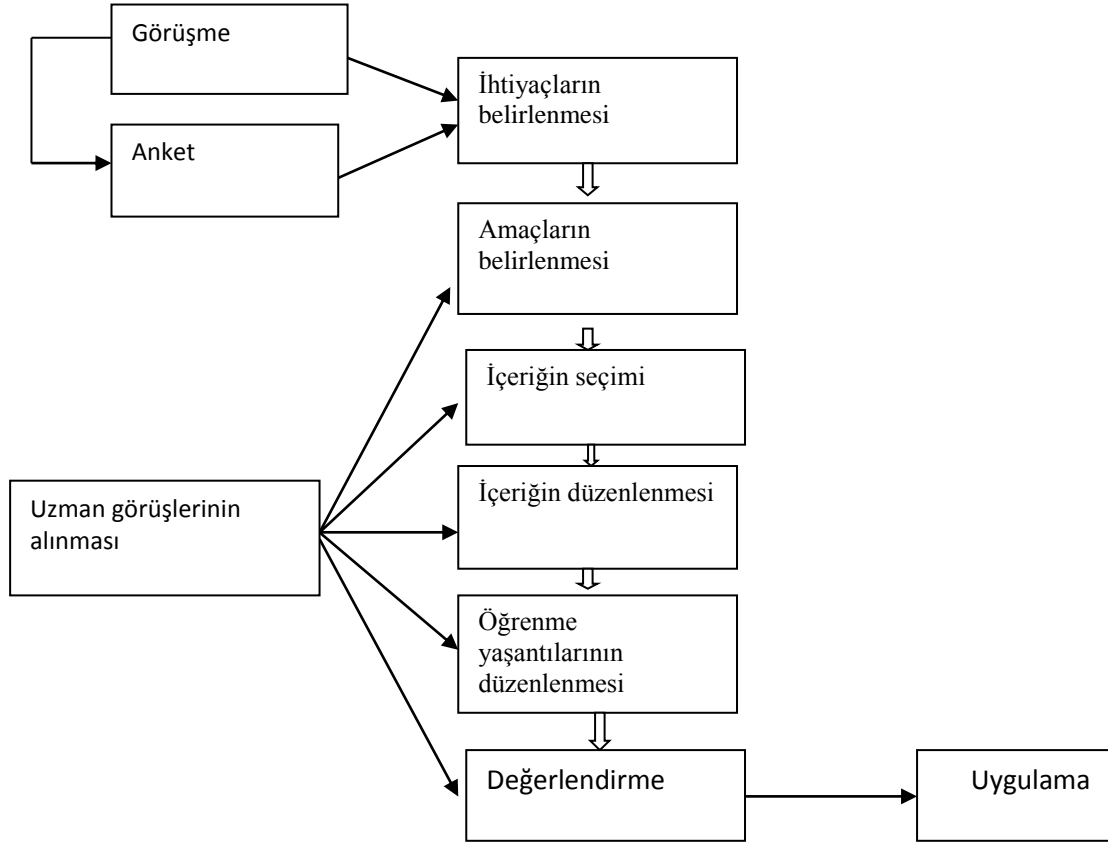 Görüşme
İhtiyaçların
belirlenmesi
Anket
Amaçların
belirlenmesi
İçeriğin seçimi
İçeriğin düzenlenmesi
Uzman görüşlerinin
alınması
Öğrenme
yaşantılarının
düzenlenmesi
Değerlendirme
Uygulama